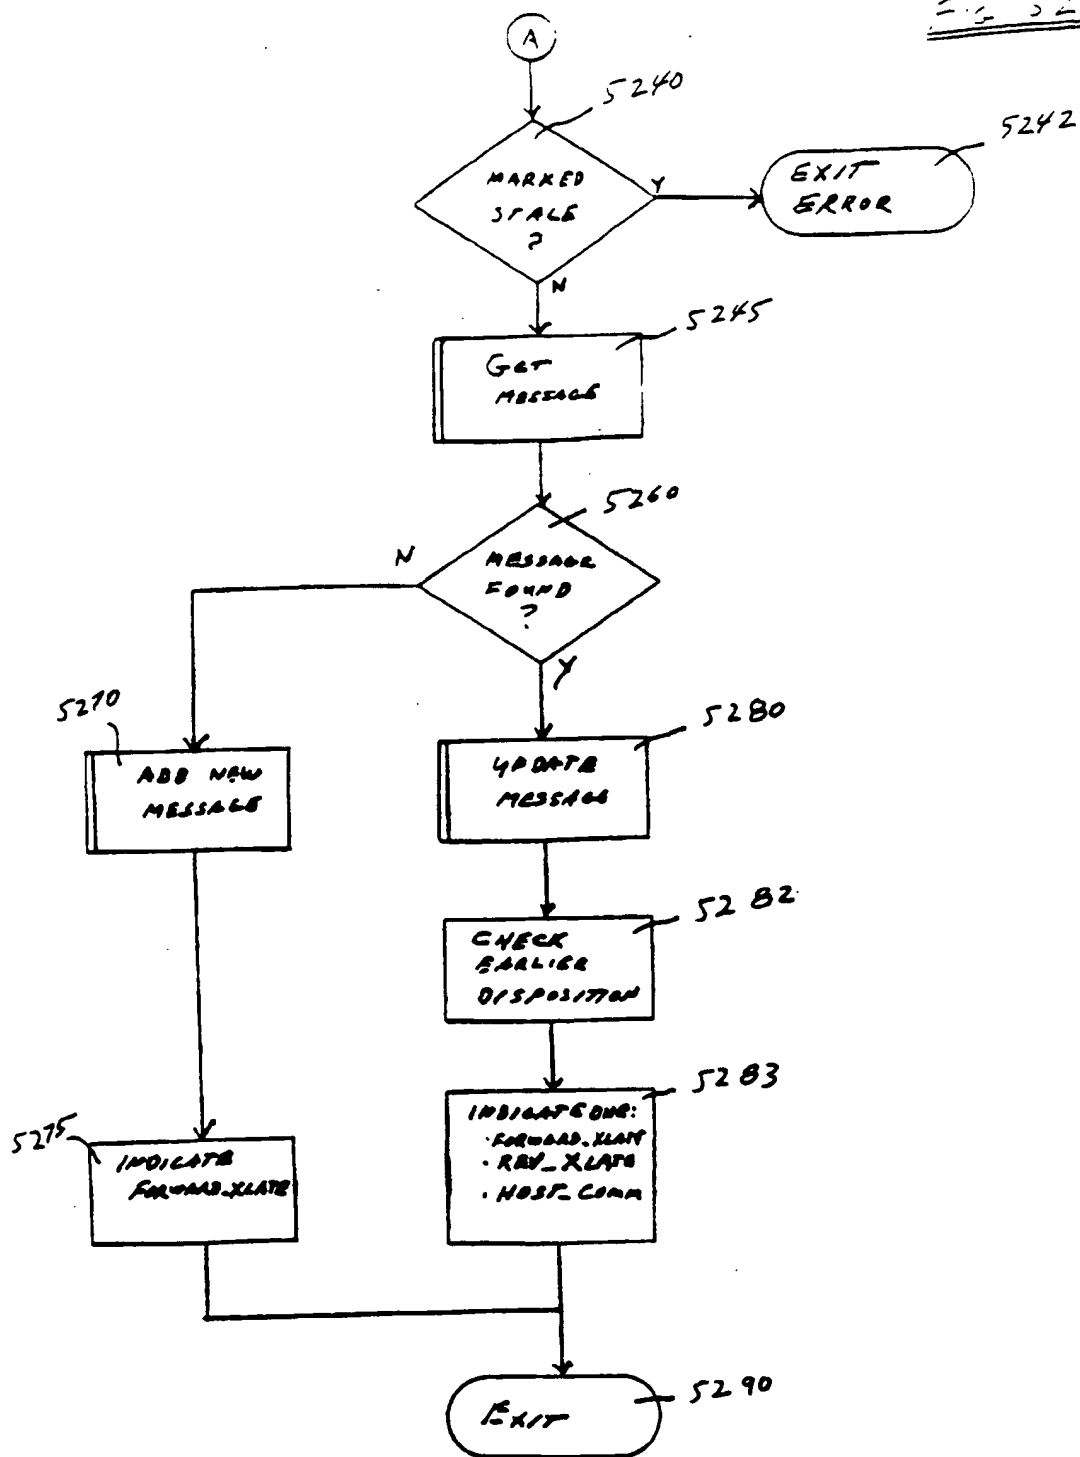 A
5240
5242
MARKED
STALE
?
Y
EXIT
ERROR
N
5245
GET
MESSAGE
5260
N
MESSAGE
FOUND
?
Y
5270
5280
ADD NEW
MESSAGE
UPDATE
MESSAGE
5282
CHECK
EARLIER
DISPOSITION
5283
INDICATE ONE:
· FORWARD_XLATE
· REV_XLATE
· HOST_COMM
5275
INDICATE
FORWARD_XLATE
5290
EXIT